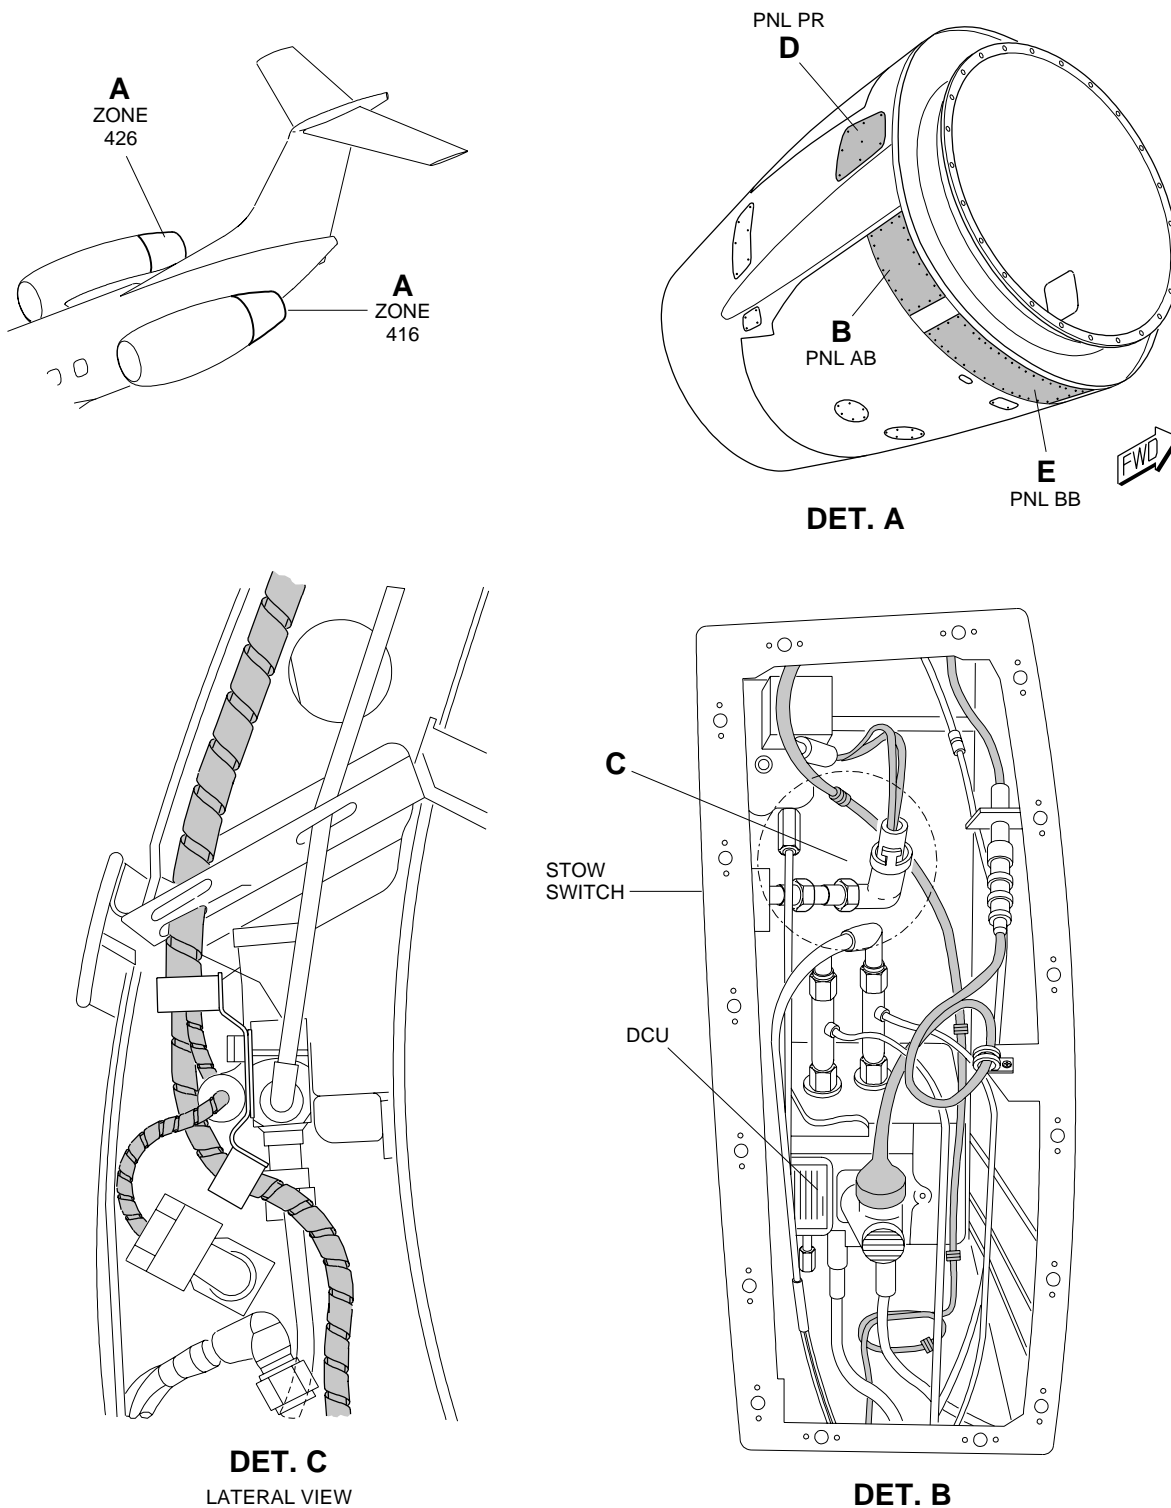 PNL PR
D
A
ZONE
426
A
ZONE
416
B
PNL AB
E
PNL BB
FWD
DET. A
C
STOW
SWITCH
DCU
DET. C
LATERAL VIEW
DET. B